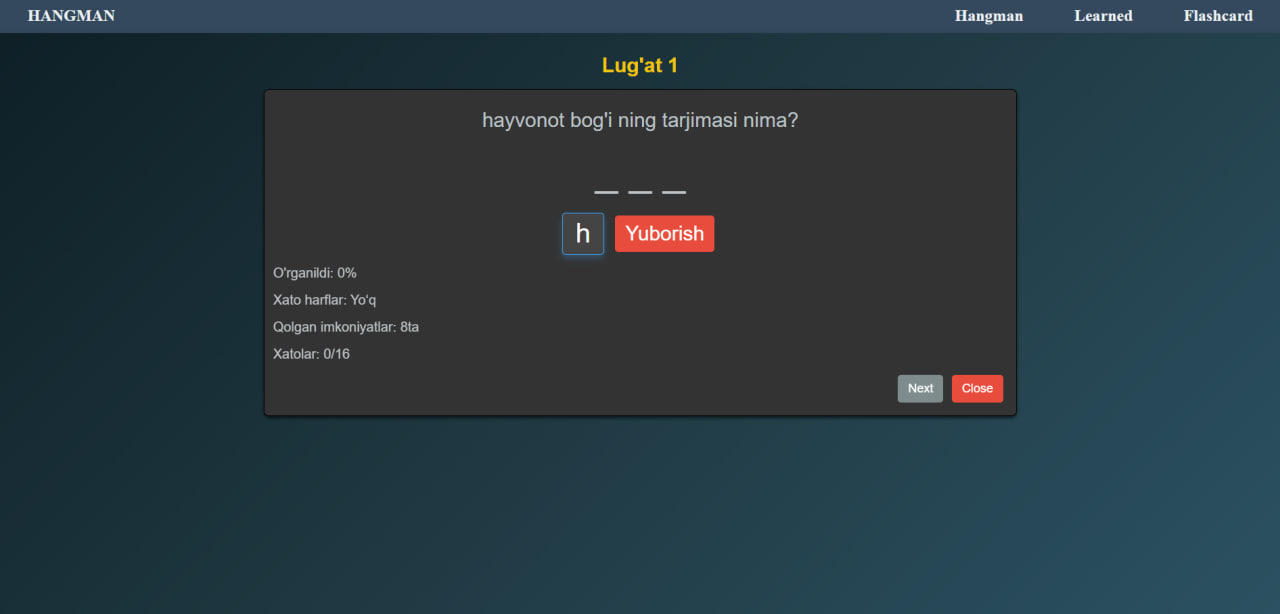 HANGMAN Hangman Learned Flashcard
Lug'at 1
hayvonot bog'i ning tarjimasi nima?
_ _ _
h Yuborish
O'rganildi: 0%
Xato harflar: Yo'q
Qolgan imkoniyatlar: 8ta
Xatolar: 0/16
Next Close